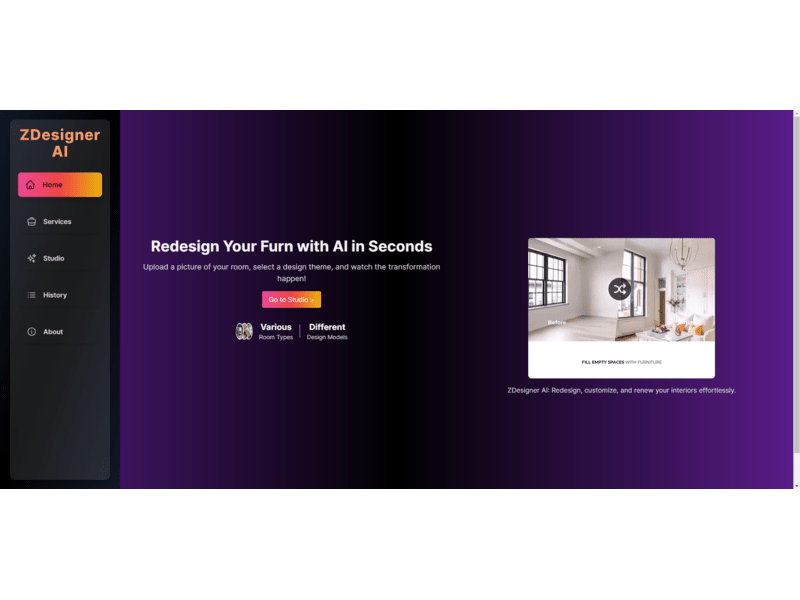 ZDesigner
AI
Home
Services
Studio
History
About
Redesign Your Furn with AI in Seconds
Upload a picture of your room, select a design theme, and watch the transformation
happen!
Go to Studio >
Various
Room Types
Different
Design Models
Before
FILL EMPTY SPACES WITH FURNITURE
ZDesigner AI: Redesign, customize, and renew your interiors effortlessly.